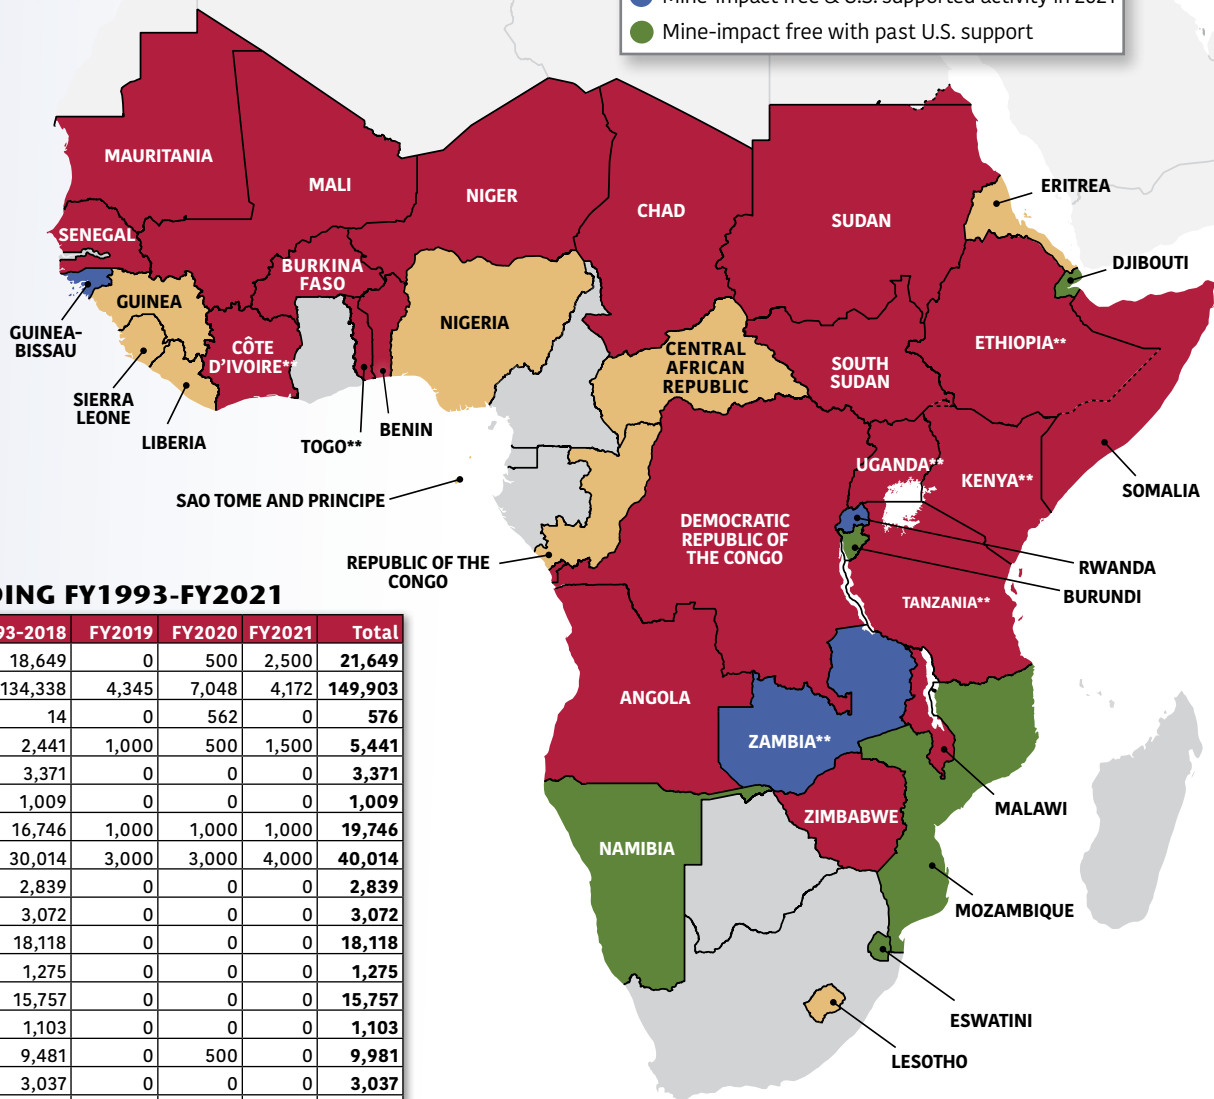 Mine-impact free & U.S. supported activity in 2021
Mine-impact free with past U.S. support
MAURITANIA
MALI
NIGER
CHAD
SUDAN
ERITREA
SENEGAL
DJIBOUTI
BURKINA
FASO
GUINEA
NIGERIA
GUINEA-
BISSAU
CÔTE
D'IVOIRE**
CENTRAL
AFRICAN
REPUBLIC
SOUTH
SUDAN
ETHIOPIA**
SIERRA
LEONE
LIBERIA
TOGO**
BENIN
UGANDA**
KENYA**
SOMALIA
SAO TOME AND PRINCIPE
DEMOCRATIC
REPUBLIC OF
THE CONGO
REPUBLIC OF THE
CONGO
RWANDA
BURUNDI
TANZANIA**
ANGOLA
ZAMBIA**
MALAWI
ZIMBABWE
NAMIBIA
MOZAMBIQUE
ESWATINI
LESOTHO
DING FY1993-FY2021
93-2018 FY2019 FY2020 FY2021 Total
18,649 0 500 2,500 21,649
134,338 4,345 7,048 4,172 149,903
14 0 562 0 576
2,441 1,000 500 1,500 5,441
3,371 0 0 0 3,371
1,009 0 0 0 1,009
16,746 1,000 1,000 1,000 19,746
30,014 3,000 3,000 4,000 40,014
2,839 0 0 0 2,839
3,072 0 0 0 3,072
18,118 0 0 0 18,118
1,275 0 0 0 1,275
15,757 0 0 0 15,757
1,103 0 0 0 1,103
9,481 0 500 0 9,981
3,037 0 0 0 3,037